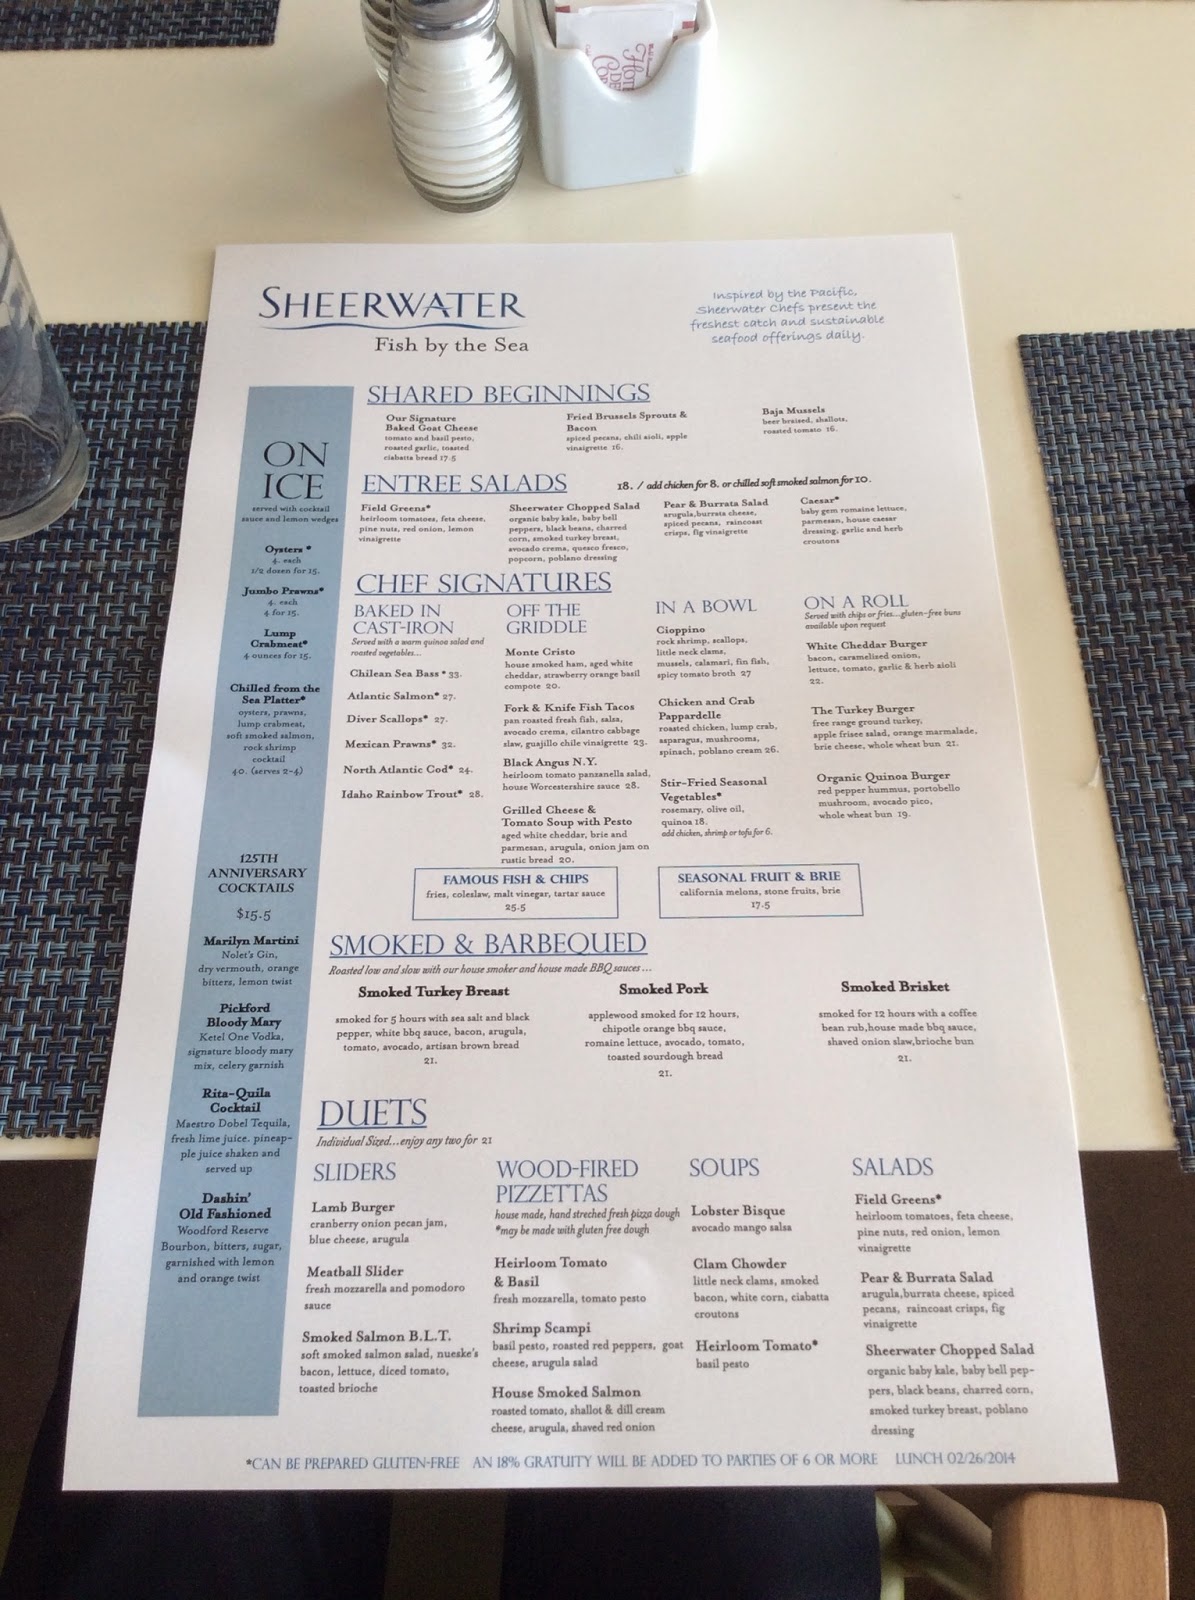 SHEERWATER
Fish by the Sea
Inspired by the Pacific,
Sheerwater Chefs present the
freshest catch and sustainable
seafood offerings daily.
ON
ICE
served with cocktail
sauce and lemon wedges
Oysters *
4. each
1/2 dozen for 15.
Jumbo Prawns*
4. each
4 for 15.
Lump
Crabmeat*
4 ounces for 15.
Chilled from the
Sea Platter*
oysters, prawns,
lump crabmeat,
soft smoked salmon,
rock shrimp
cocktail
40. (serves 2-4)
125TH
ANNIVERSARY
COCKTAILS
$15.5
Marilyn Martini
Nolet's Gin,
dry vermouth, orange
bitters, lemon twist
Pickford
Bloody Mary
Ketel One Vodka,
signature bloody mary
mix, celery garnish
Rita-Quila
Cocktail
Maestro Dobel Tequila,
fresh lime juice. pineap-
ple juice shaken and
served up
Dashin'
Old Fashioned
Woodford Reserve
Bourbon, bitters, sugar,
garnished with lemon
and orange twist
SHARED BEGINNINGS
Our Signature
Baked Goat Cheese
tomato and basil pesto,
roasted garlic, toasted
ciabatta bread 17.5
Fried Brussels Sprouts &
Bacon
spiced pecans, chili aioli, apple
vinaigrette 16.
Baja Mussels
beer braised, shallots,
roasted tomato 16.
ENTREE SALADS
18. / add chicken for 8. or chilled soft smoked salmon for 10.
Field Greens*
heirloom tomatoes, feta cheese,
pine nuts, red onion, lemon
vinaigrette
Sheerwater Chopped Salad
organic baby kale, baby bell
peppers, black beans, charred
corn, smoked turkey breast,
avocado crema, quesco fresco,
popcorn, poblano dressing
Pear & Burrata Salad
arugula,burrata cheese,
spiced pecans, raincoast
crisps, fig vinaigrette
Caesar*
baby gem romaine lettuce,
parmesan, house caesar
dressing, garlic and herb
croutons
CHEF SIGNATURES
BAKED IN
CAST-IRON
Served with a warm quinoa salad and
roasted vegetables...
Chilean Sea Bass * 33.
Atlantic Salmon* 27.
Diver Scallops* 27.
Mexican Prawns* 32.
North Atlantic Cod* 24.
Idaho Rainbow Trout* 28.
OFF THE
GRIDDLE
Monte Cristo
house smoked ham, aged white
cheddar, strawberry orange basil
compote 20.
Fork & Knife Fish Tacos
pan roasted fresh fish, salsa,
avocado crema, cilantro cabbage
slaw, guajillo chile vinaigrette 23.
Black Angus N.Y.
heirloom tomato panzanella salad,
house Worcestershire sauce 28.
Grilled Cheese &
Tomato Soup with Pesto
aged white cheddar, brie and
parmesan, arugula, onion jam on
rustic bread 20.
IN A BOWL
Cioppino
rock shrimp, scallops,
little neck clams,
mussels, calamari, fin fish,
spicy tomato broth 27
Chicken and Crab
Pappardelle
roasted chicken, lump crab,
asparagus, mushrooms,
spinach, poblano cream 26.
Stir-Fried Seasonal
Vegetables*
rosemary, olive oil,
quinoa 18.
add chicken, shrimp or tofu for 6.
ON A ROLL
Served with chips or fries....gluten-free buns
available upon request
White Cheddar Burger
bacon, caramelized onion,
lettuce, tomato, garlic & herb aioli
22.
The Turkey Burger
free range ground turkey,
apple frisee salad, orange marmalade,
brie cheese, whole wheat bun 21.
Organic Quinoa Burger
red pepper hummus, portobello
mushroom, avocado pico,
whole wheat bun 19.
FAMOUS FISH & CHIPS
fries, coleslaw, malt vinegar, tartar sauce
25.5
SEASONAL FRUIT & BRIE
california melons, stone fruits, brie
17.5
SMOKED & BARBEQUED
Roasted low and slow with our house smoker and house made BBQ sauces ...
Smoked Turkey Breast
smoked for 5 hours with sea salt and black
pepper, white bbq sauce, bacon, arugula,
tomato, avocado, artisan brown bread
21.
Smoked Pork
applewood smoked for 12 hours,
chipotle orange bbq sauce,
romaine lettuce, avocado, tomato,
toasted sourdough bread
21.
Smoked Brisket
smoked for 12 hours with a coffee
bean rub,house made bbq sauce,
shaved onion slaw,brioche bun
21.
DUETS
Individual Sized...enjoy any two for 21
SLIDERS
Lamb Burger
cranberry onion pecan jam,
blue cheese, arugula
Meatball Slider
fresh mozzarella and pomodoro
sauce
Smoked Salmon B.L.T.
soft smoked salmon salad, nueske's
bacon, lettuce, diced tomato,
toasted brioche
WOOD-FIRED
PIZZETTAS
house made, hand streched fresh pizza dough
*may be made with gluten free dough
Heirloom Tomato
& Basil
fresh mozzarella, tomato pesto
Shrimp Scampi
basil pesto, roasted red peppers, goat
cheese, arugula salad
House Smoked Salmon
roasted tomato, shallot & dill cream
cheese, arugula, shaved red onion
SOUPS
Lobster Bisque
avocado mango salsa
Clam Chowder
little neck clams, smoked
bacon, white corn, ciabatta
croutons
Heirloom Tomato*
basil pesto
SALADS
Field Greens*
heirloom tomatoes, feta cheese,
pine nuts, red onion, lemon
vinaigrette
Pear & Burrata Salad
arugula,burrata cheese, spiced
pecans, raincoast crisps, fig
vinaigrette
Sheerwater Chopped Salad
organic baby kale, baby bell pep-
pers, black beans, charred corn,
smoked turkey breast, poblano
dressing
*CAN BE PREPARED GLUTEN-FREE AN 18% GRATUITY WILL BE ADDED TO PARTIES OF 6 OR MORE LUNCH 02/26/2014